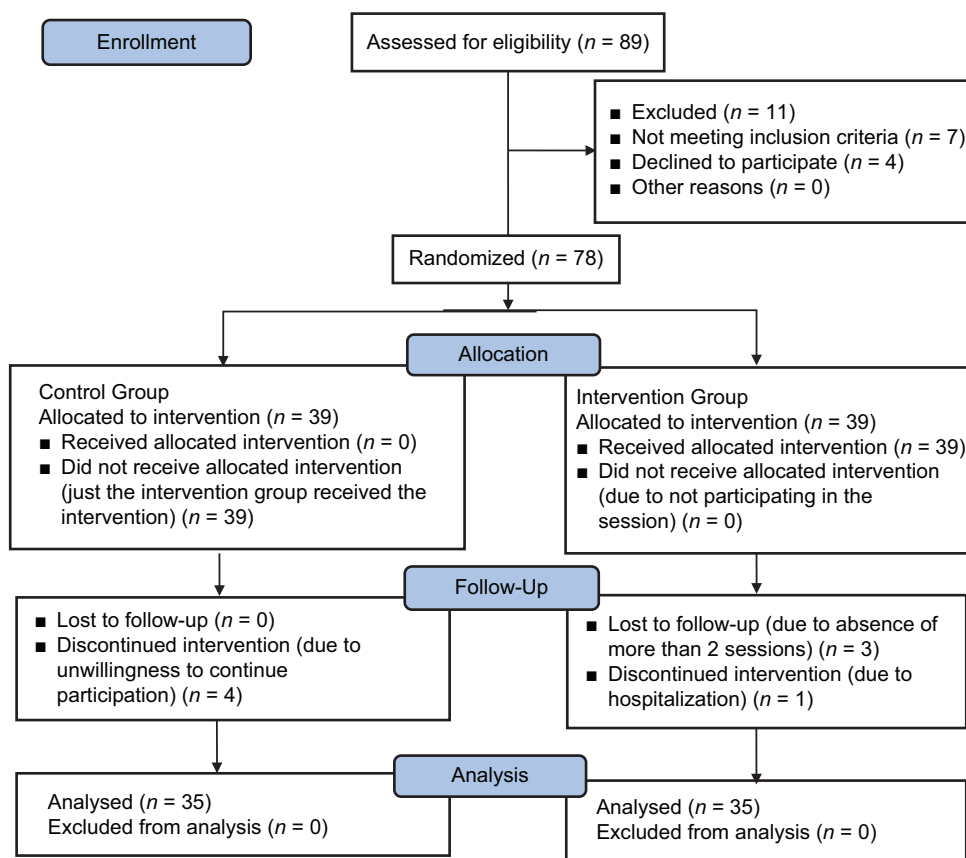 Enrollment
Assessed for eligibility (n = 89)
■ Excluded (n = 11)
■ Not meeting inclusion criteria (n = 7)
■ Declined to participate (n = 4)
■ Other reasons (n = 0)
Randomized (n = 78)
Allocation
Control Group
Allocated to intervention (n = 39)
■ Received allocated intervention (n = 0)
■ Did not receive allocated intervention
(just the intervention group received the
intervention) (n = 39)
Intervention Group
Allocated to intervention (n = 39)
■ Received allocated intervention (n = 39)
■ Did not receive allocated intervention
(due to not participating in the
session) (n = 0)
Follow-Up
■ Lost to follow-up (n = 0)
■ Discontinued intervention (due to
unwillingness to continue
participation) (n = 4)
■ Lost to follow-up (due to absence of
more than 2 sessions) (n = 3)
■ Discontinued intervention (due to
hospitalization) (n = 1)
Analysis
Analysed (n = 35)
Excluded from analysis (n = 0)
Analysed (n = 35)
Excluded from analysis (n = 0)